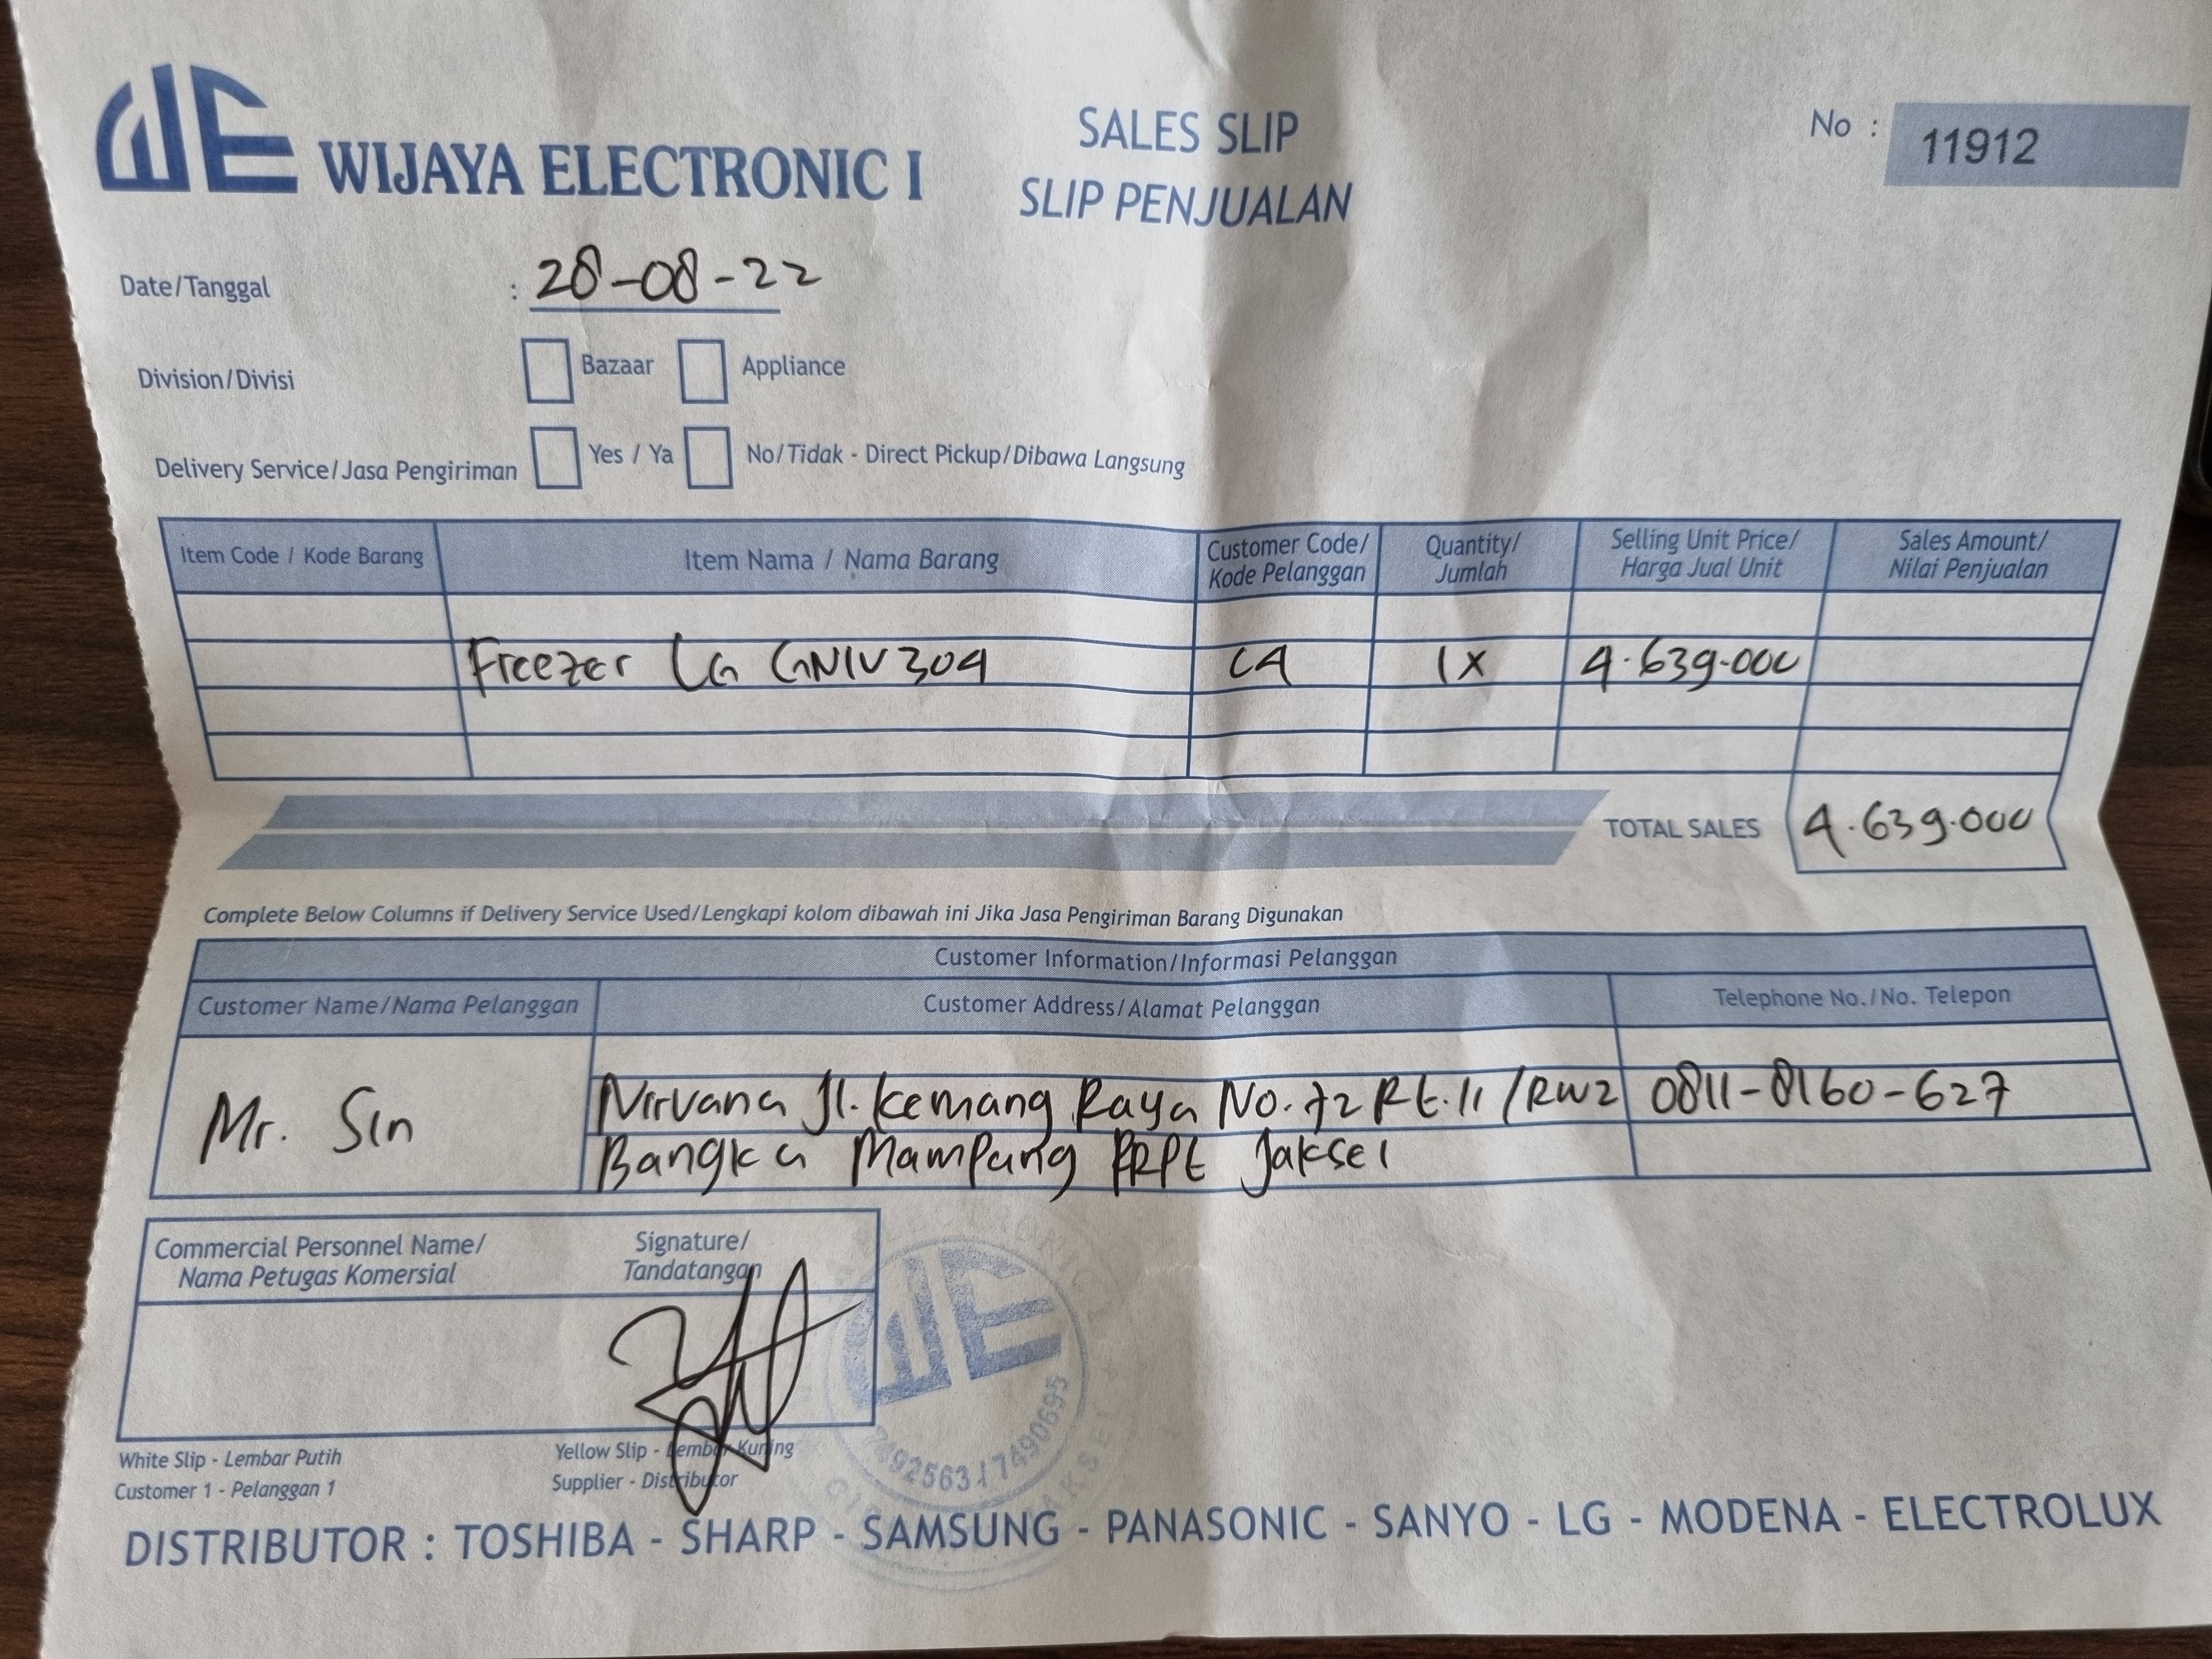 WE WIJAYA ELECTRONIC I
SALES SLIP
SLIP PENJUALAN
No : 11912
Date/Tanggal : 28-08-22
Division/Divisi Bazaar Appliance
Delivery Service/Jasa Pengiriman Yes / Ya No/Tidak - Direct Pickup/Dibawa Langsung
Item Code / Kode Barang Item Nama / Nama Barang Customer Code/ Kode Pelanggan Quantity/ Jumlah Selling Unit Price/ Harga Jual Unit Sales Amount/ Nilai Penjualan
Freezer LG GNIV304 CA 1X 4.639.000
TOTAL SALES 4.639.000
Complete Below Columns if Delivery Service Used/Lengkapi kolom dibawah ini Jika Jasa Pengiriman Barang Digunakan
Customer Information/Informasi Pelanggan
Customer Name/Nama Pelanggan Customer Address/Alamat Pelanggan Telephone No./No. Telepon
Mr. Sin Nirvana Jl. Kemang Raya No. 72 Rt.11 /RW2 0811-8160-627
Bangka Mampang PRPt Jaksel
Commercial Personnel Name/ Signature/
Nama Petugas Komersial Tandatangan
WE
7492563 / 7490695
White Slip - Lembar Putih Yellow Slip - Lembar Kuning
Customer 1 - Pelanggan 1 Supplier - Distributor
DISTRIBUTOR : TOSHIBA - SHARP - SAMSUNG - PANASONIC - SANYO - LG - MODENA - ELECTROLUX